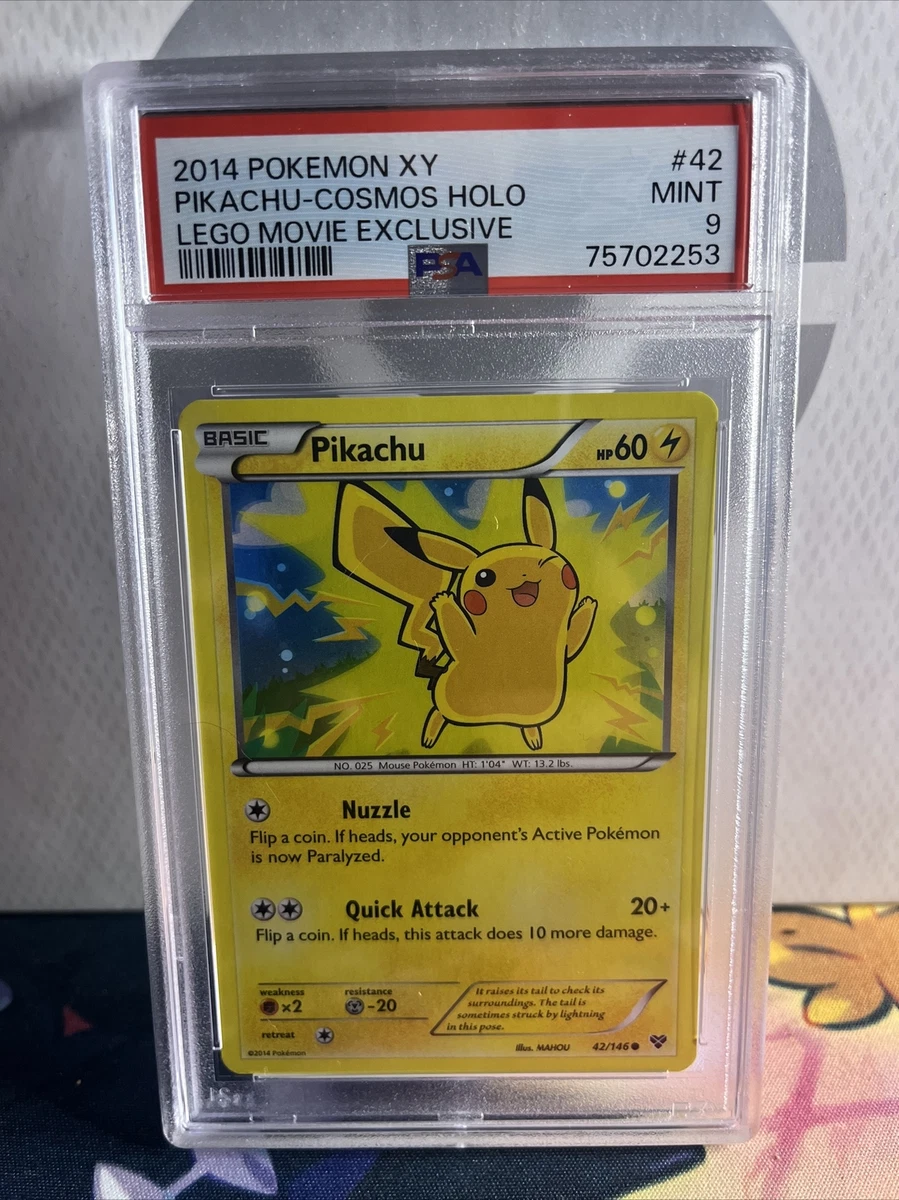 2014 POKEMON XY #42
PIKACHU-COSMOS HOLO MINT
LEGO MOVIE EXCLUSIVE 9
PSA 75702253
BASIC Pikachu HP60
NO. 025 Mouse Pokémon HT: 1'04" WT: 13.2 lbs.
Nuzzle
Flip a coin. If heads, your opponent's Active Pokémon
is now Paralyzed.
Quick Attack 20+
Flip a coin. If heads, this attack does 10 more damage.
weakness resistance
×2 -20
retreat
It raises its tail to check its
surroundings. The tail is
sometimes struck by lightning
in this pose.
©2014 Pokémon Illus. MAHOU 42/146